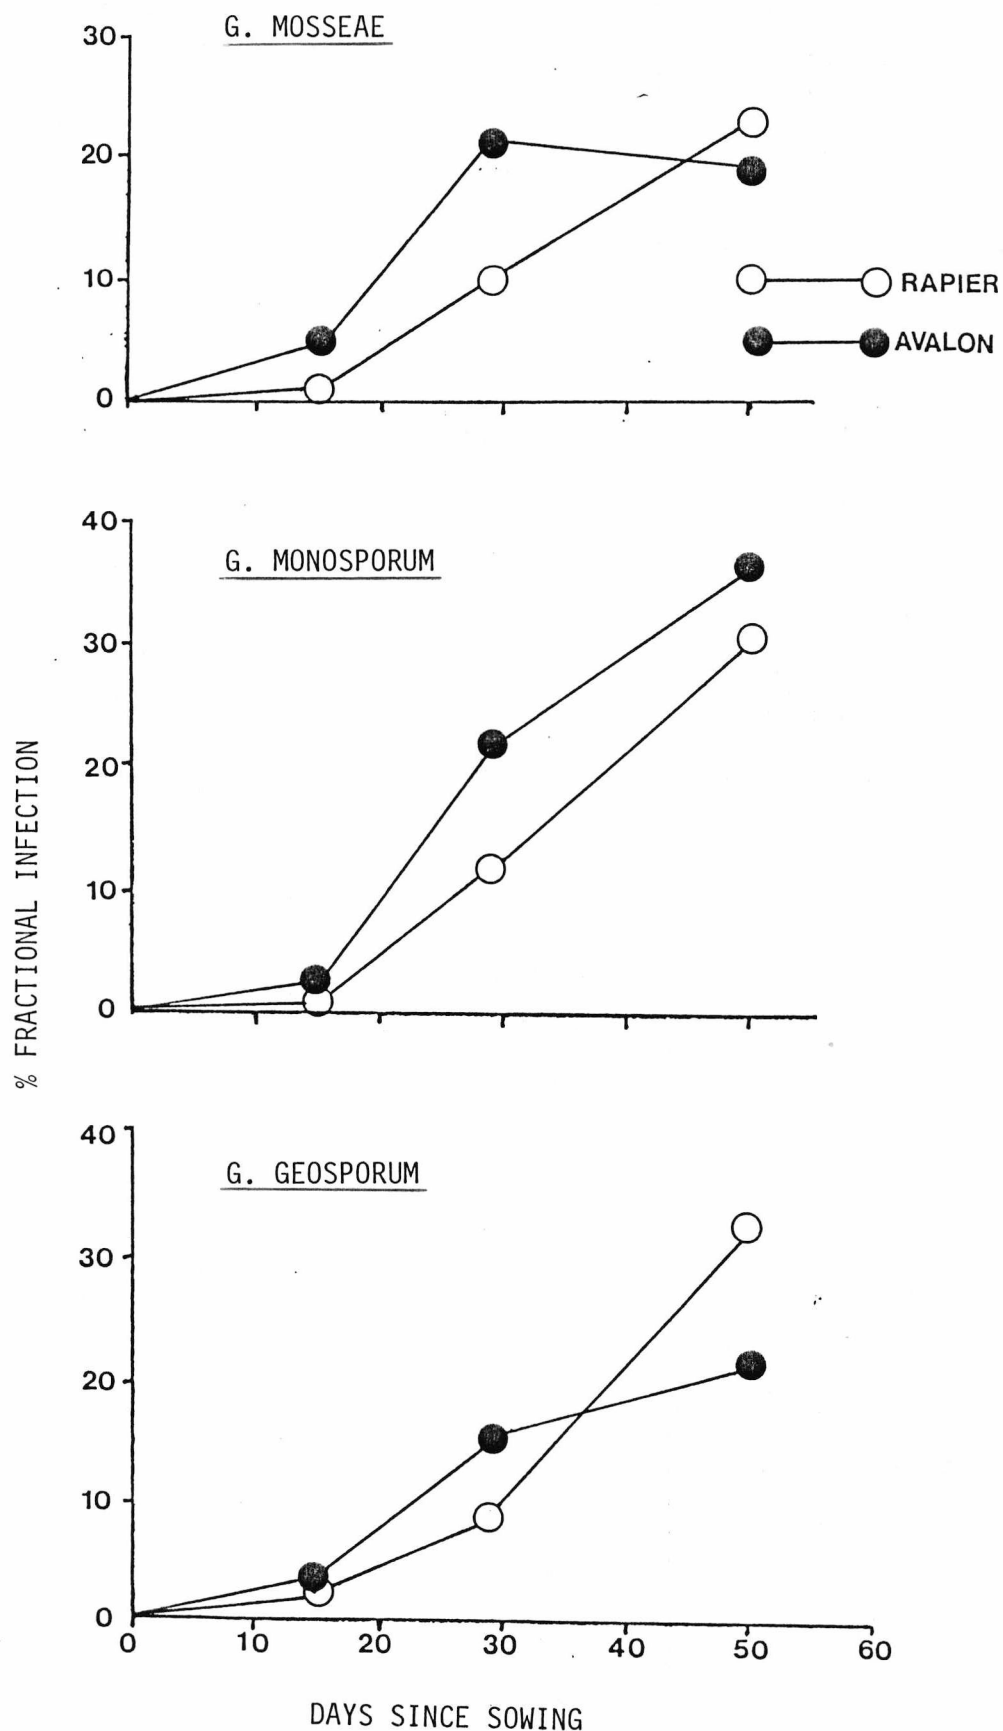 G. MOSSEAE
30
20
10
0
RAPIER
AVALON
G. MONOSPORUM
40
30
20
10
0
% FRACTIONAL INFECTION
G. GEOSPORUM
40
30
20
10
0
0 10 20 30 40 50 60
DAYS SINCE SOWING